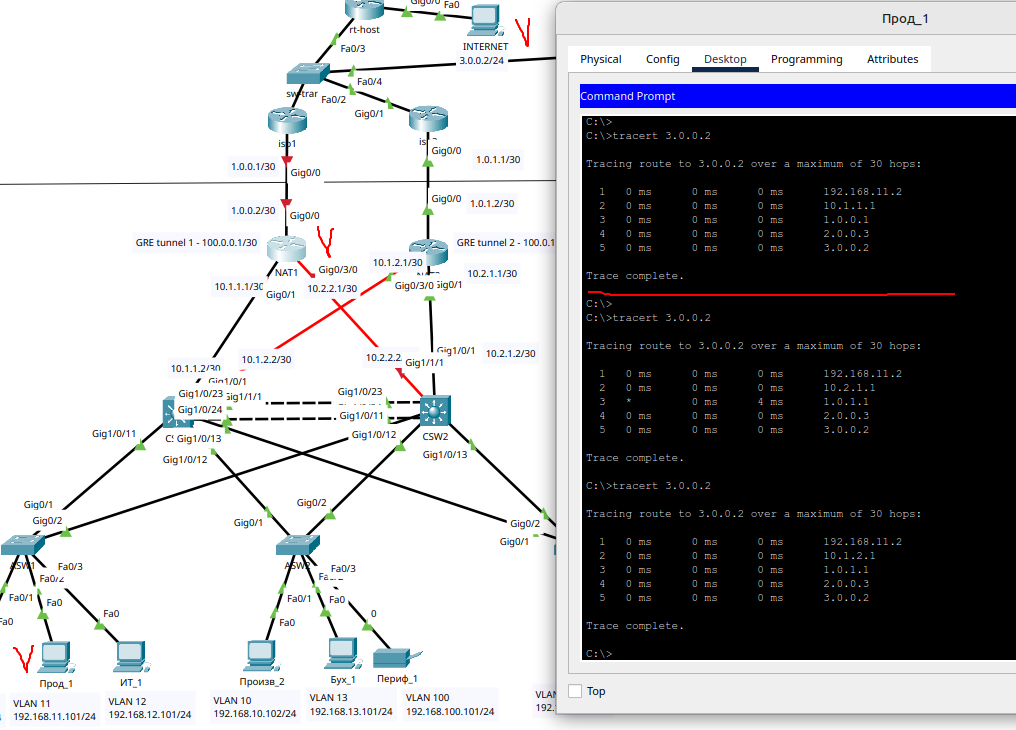 Gig0/0
Fa0
rt-host
Fa0/3
INTERNET
3.0.0.2/24
Fa0/4
sw-tran
Fa0/2
Gig0/1
isp1
Gig0/0
1.0.0.1/30
Gig0/0
1.0.1.1/30
1.0.0.2/30
Gig0/0
Gig0/0
1.0.1.2/30
GRE tunnel 1 - 100.0.0.1/30
GRE tunnel 2 - 100.0.1
NAT1
Gig0/3/0
10.1.2.1/30
10.2.1.1/30
10.1.1.1/30
Gig0/1
10.2.2.1/30
Gig0/3/0
Gig0/1
10.1.2.2/30
10.2.2.2
Gig1/0/1
10.2.1.2/30
Gig1/1/1
10.1.1.2/30
Gig1/0/1
Gig1/0/23
Gig1/1/1
Gig1/0/24
Gig1/0/23
Gig1/0/11
Gig1/0/11
Gig1/0/13
Gig1/0/12
CSW2
Gig1/0/12
Gig1/0/13
Gig0/1
Gig0/2
Gig0/2
Gig0/1
Gig0/2
Gig0/1
ASW1
Fa0/3
Fa0/2
Fa0/1
Fa0
Fa0
Fa0
ASW2
Fa0/3
Fa0/1
Fa0
Fa0
0
Прод_1
ИТ_1
Произв_2
Бух_1
Периф_1
VLAN 11
192.168.11.101/24
VLAN 12
192.168.12.101/24
VLAN 10
192.168.10.102/24
VLAN 13
192.168.13.101/24
VLAN 100
192.168.100.101/24
VLAN
192.
Прод_1
Physical Config Desktop Programming Attributes
Command Prompt
C:\>
C:\>tracert 3.0.0.2
Tracing route to 3.0.0.2 over a maximum of 30 hops:
1 0 ms 0 ms 0 ms 192.168.11.2
2 0 ms 0 ms 0 ms 10.1.1.1
3 0 ms 0 ms 0 ms 1.0.0.1
4 0 ms 0 ms 0 ms 2.0.0.3
5 0 ms 0 ms 0 ms 3.0.0.2
Trace complete.
C:\>
C:\>tracert 3.0.0.2
Tracing route to 3.0.0.2 over a maximum of 30 hops:
1 0 ms 0 ms 0 ms 192.168.11.2
2 0 ms 0 ms 0 ms 10.2.1.1
3 * 0 ms 4 ms 1.0.1.1
4 0 ms 0 ms 0 ms 2.0.0.3
5 0 ms 0 ms 0 ms 3.0.0.2
Trace complete.
C:\>tracert 3.0.0.2
Tracing route to 3.0.0.2 over a maximum of 30 hops:
1 0 ms 0 ms 0 ms 192.168.11.2
2 0 ms 0 ms 0 ms 10.1.2.1
3 0 ms 0 ms 0 ms 1.0.1.1
4 0 ms 0 ms 0 ms 2.0.0.3
5 0 ms 0 ms 0 ms 3.0.0.2
Trace complete.
C:\>
Top